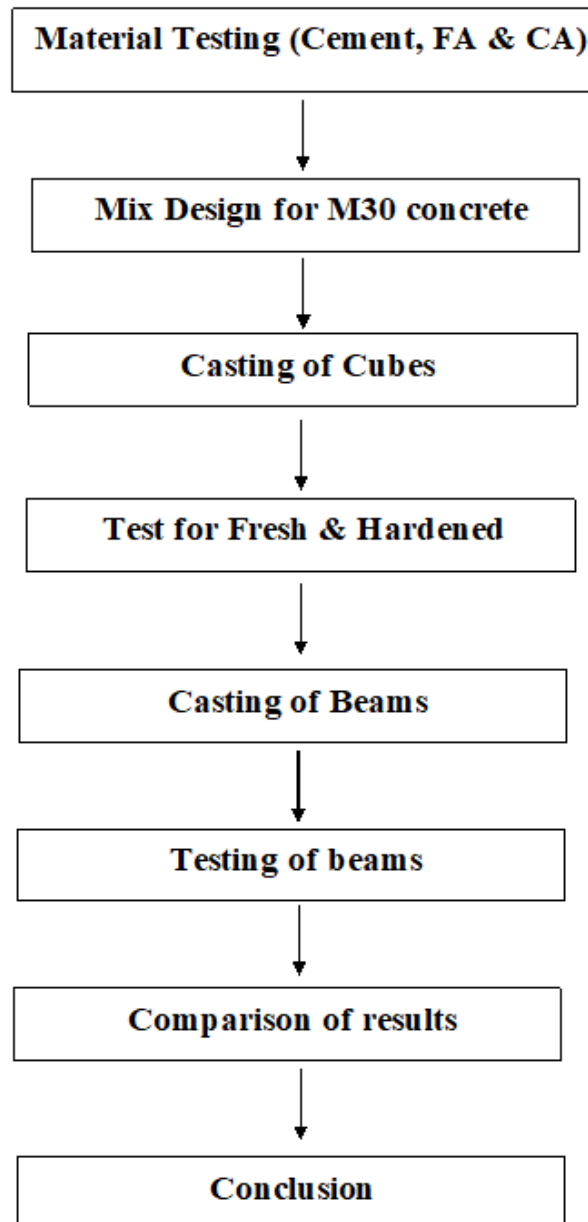 Material Testing (Cement, FA & CA)
Mix Design for M30 concrete
Casting of Cubes
Test for Fresh & Hardened
Casting of Beams
Testing of beams
Comparison of results
Conclusion